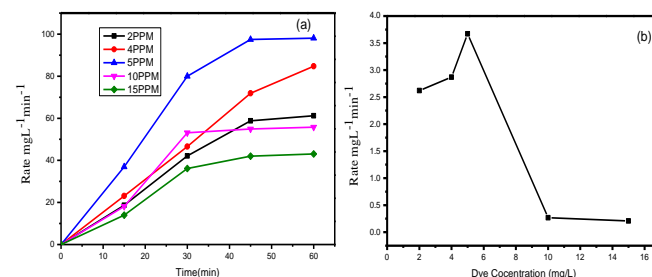 (a)
2PPM
4PPM
5PPM
10PPM
15PPM
Rate mgL⁻¹min⁻¹
100
80
60
40
20
0
0 10 20 30 40 50 60
Time(min)
(b)
Rate mgL⁻¹min⁻¹
4.0
3.5
3.0
2.5
2.0
1.5
1.0
0.5
0.0
0 2 4 6 8 10 12 14 16
Dye Cocentration (mg/L)